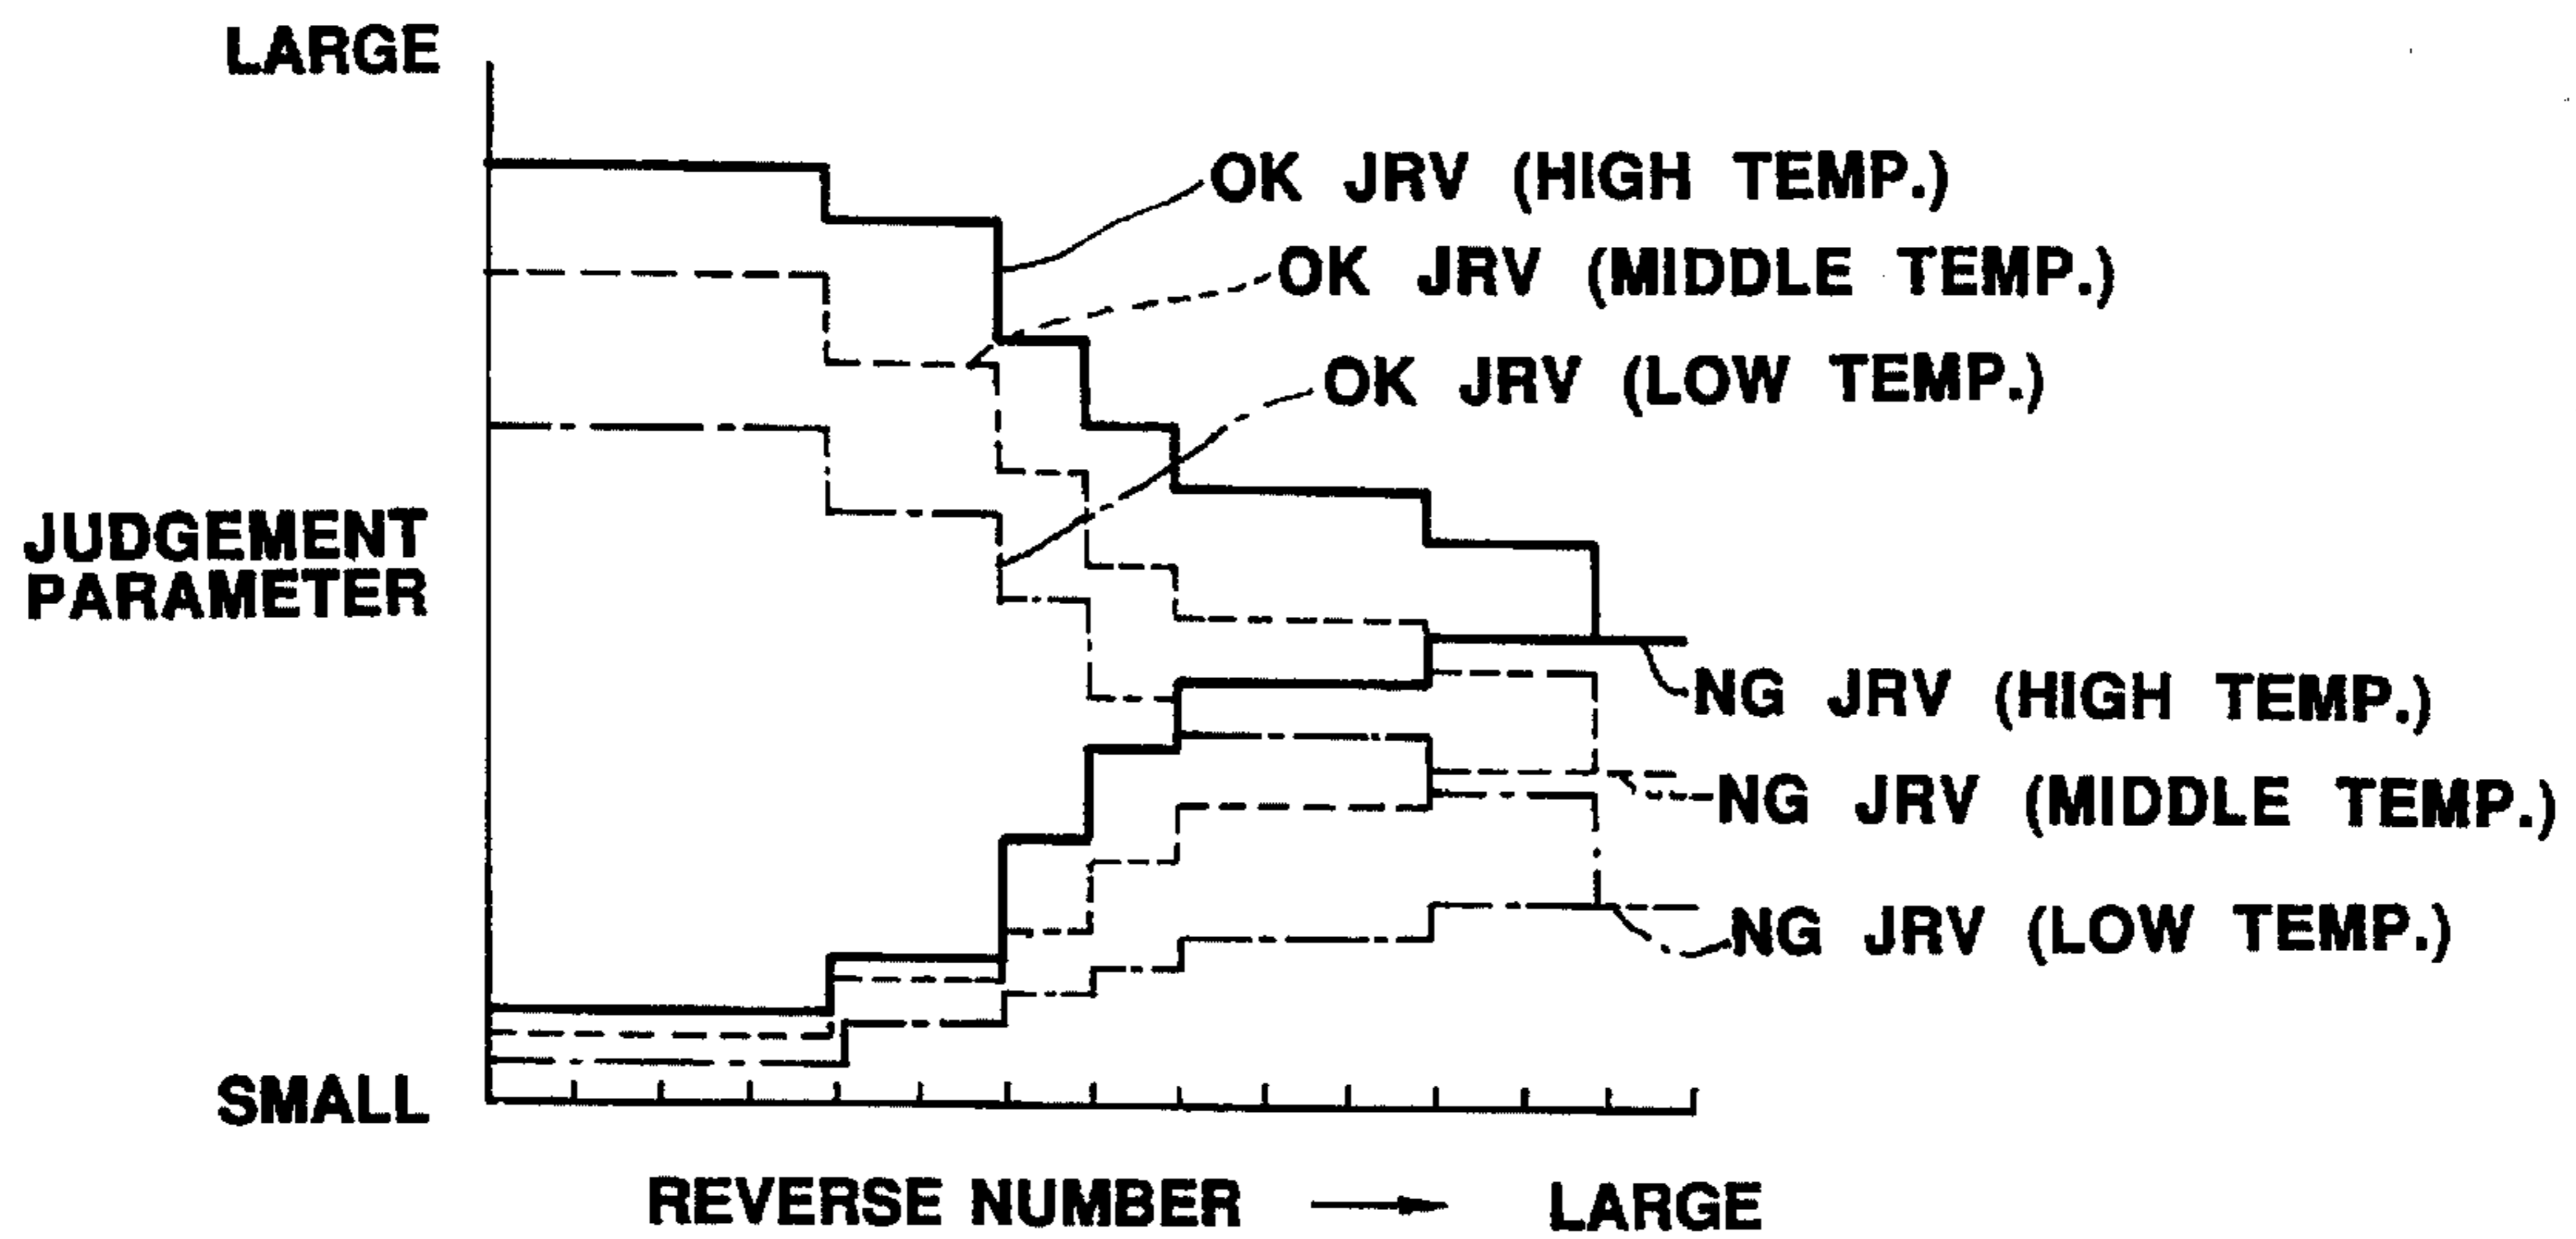 LARGE
OK JRV (HIGH TEMP.)
OK JRV (MIDDLE TEMP.)
OK JRV (LOW TEMP.)
JUDGEMENT
PARAMETER
NG JRV (HIGH TEMP.)
NG JRV (MIDDLE TEMP.)
NG JRV (LOW TEMP.)
SMALL
REVERSE NUMBER LARGE